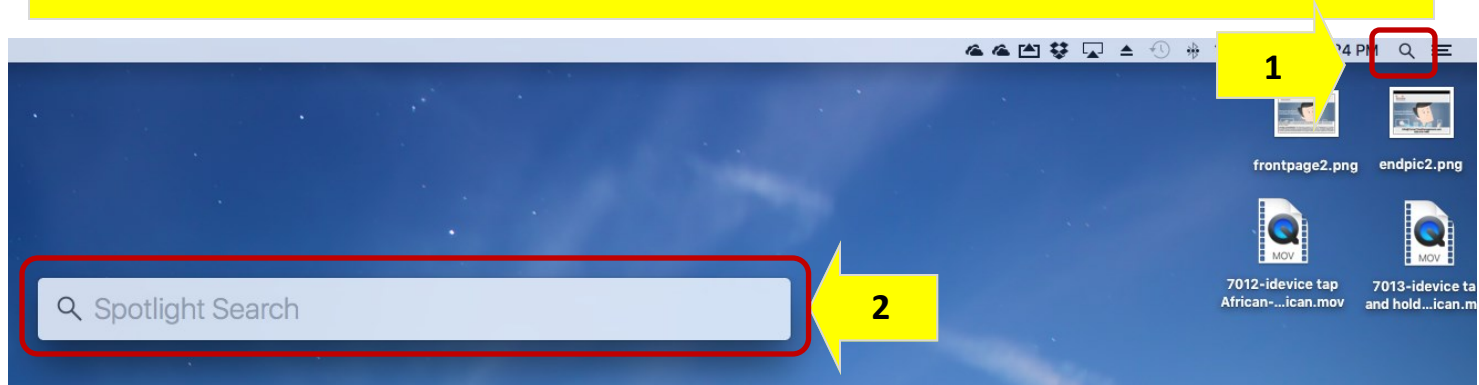 1
24 PM
frontpage2.png
endpic2.png
MOV
MOV
7012-idevice tap
African-...ican.mov
7013-idevice ta
and hold...ican.m
Spotlight Search
2